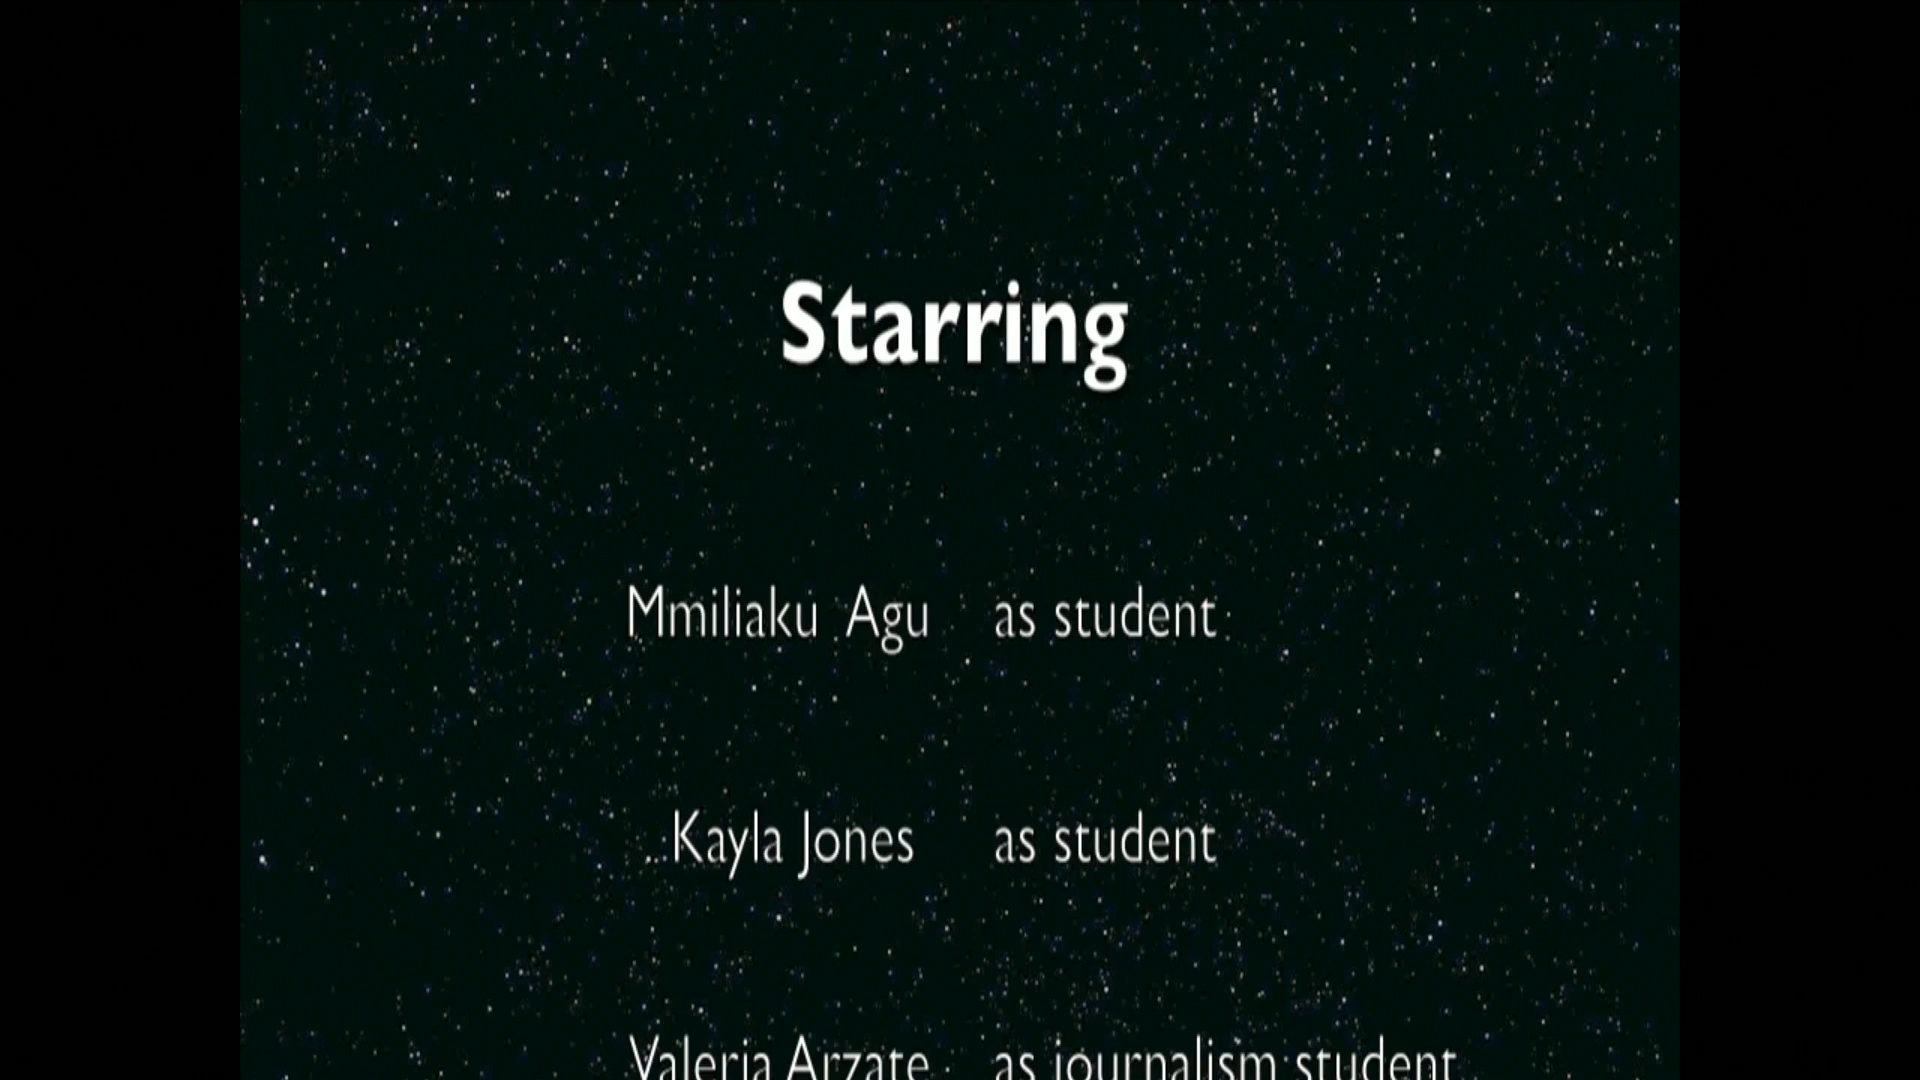 Starring
Mmiliaku Agu as student
Kayla Jones as student
Valeria Arzate as journalism student